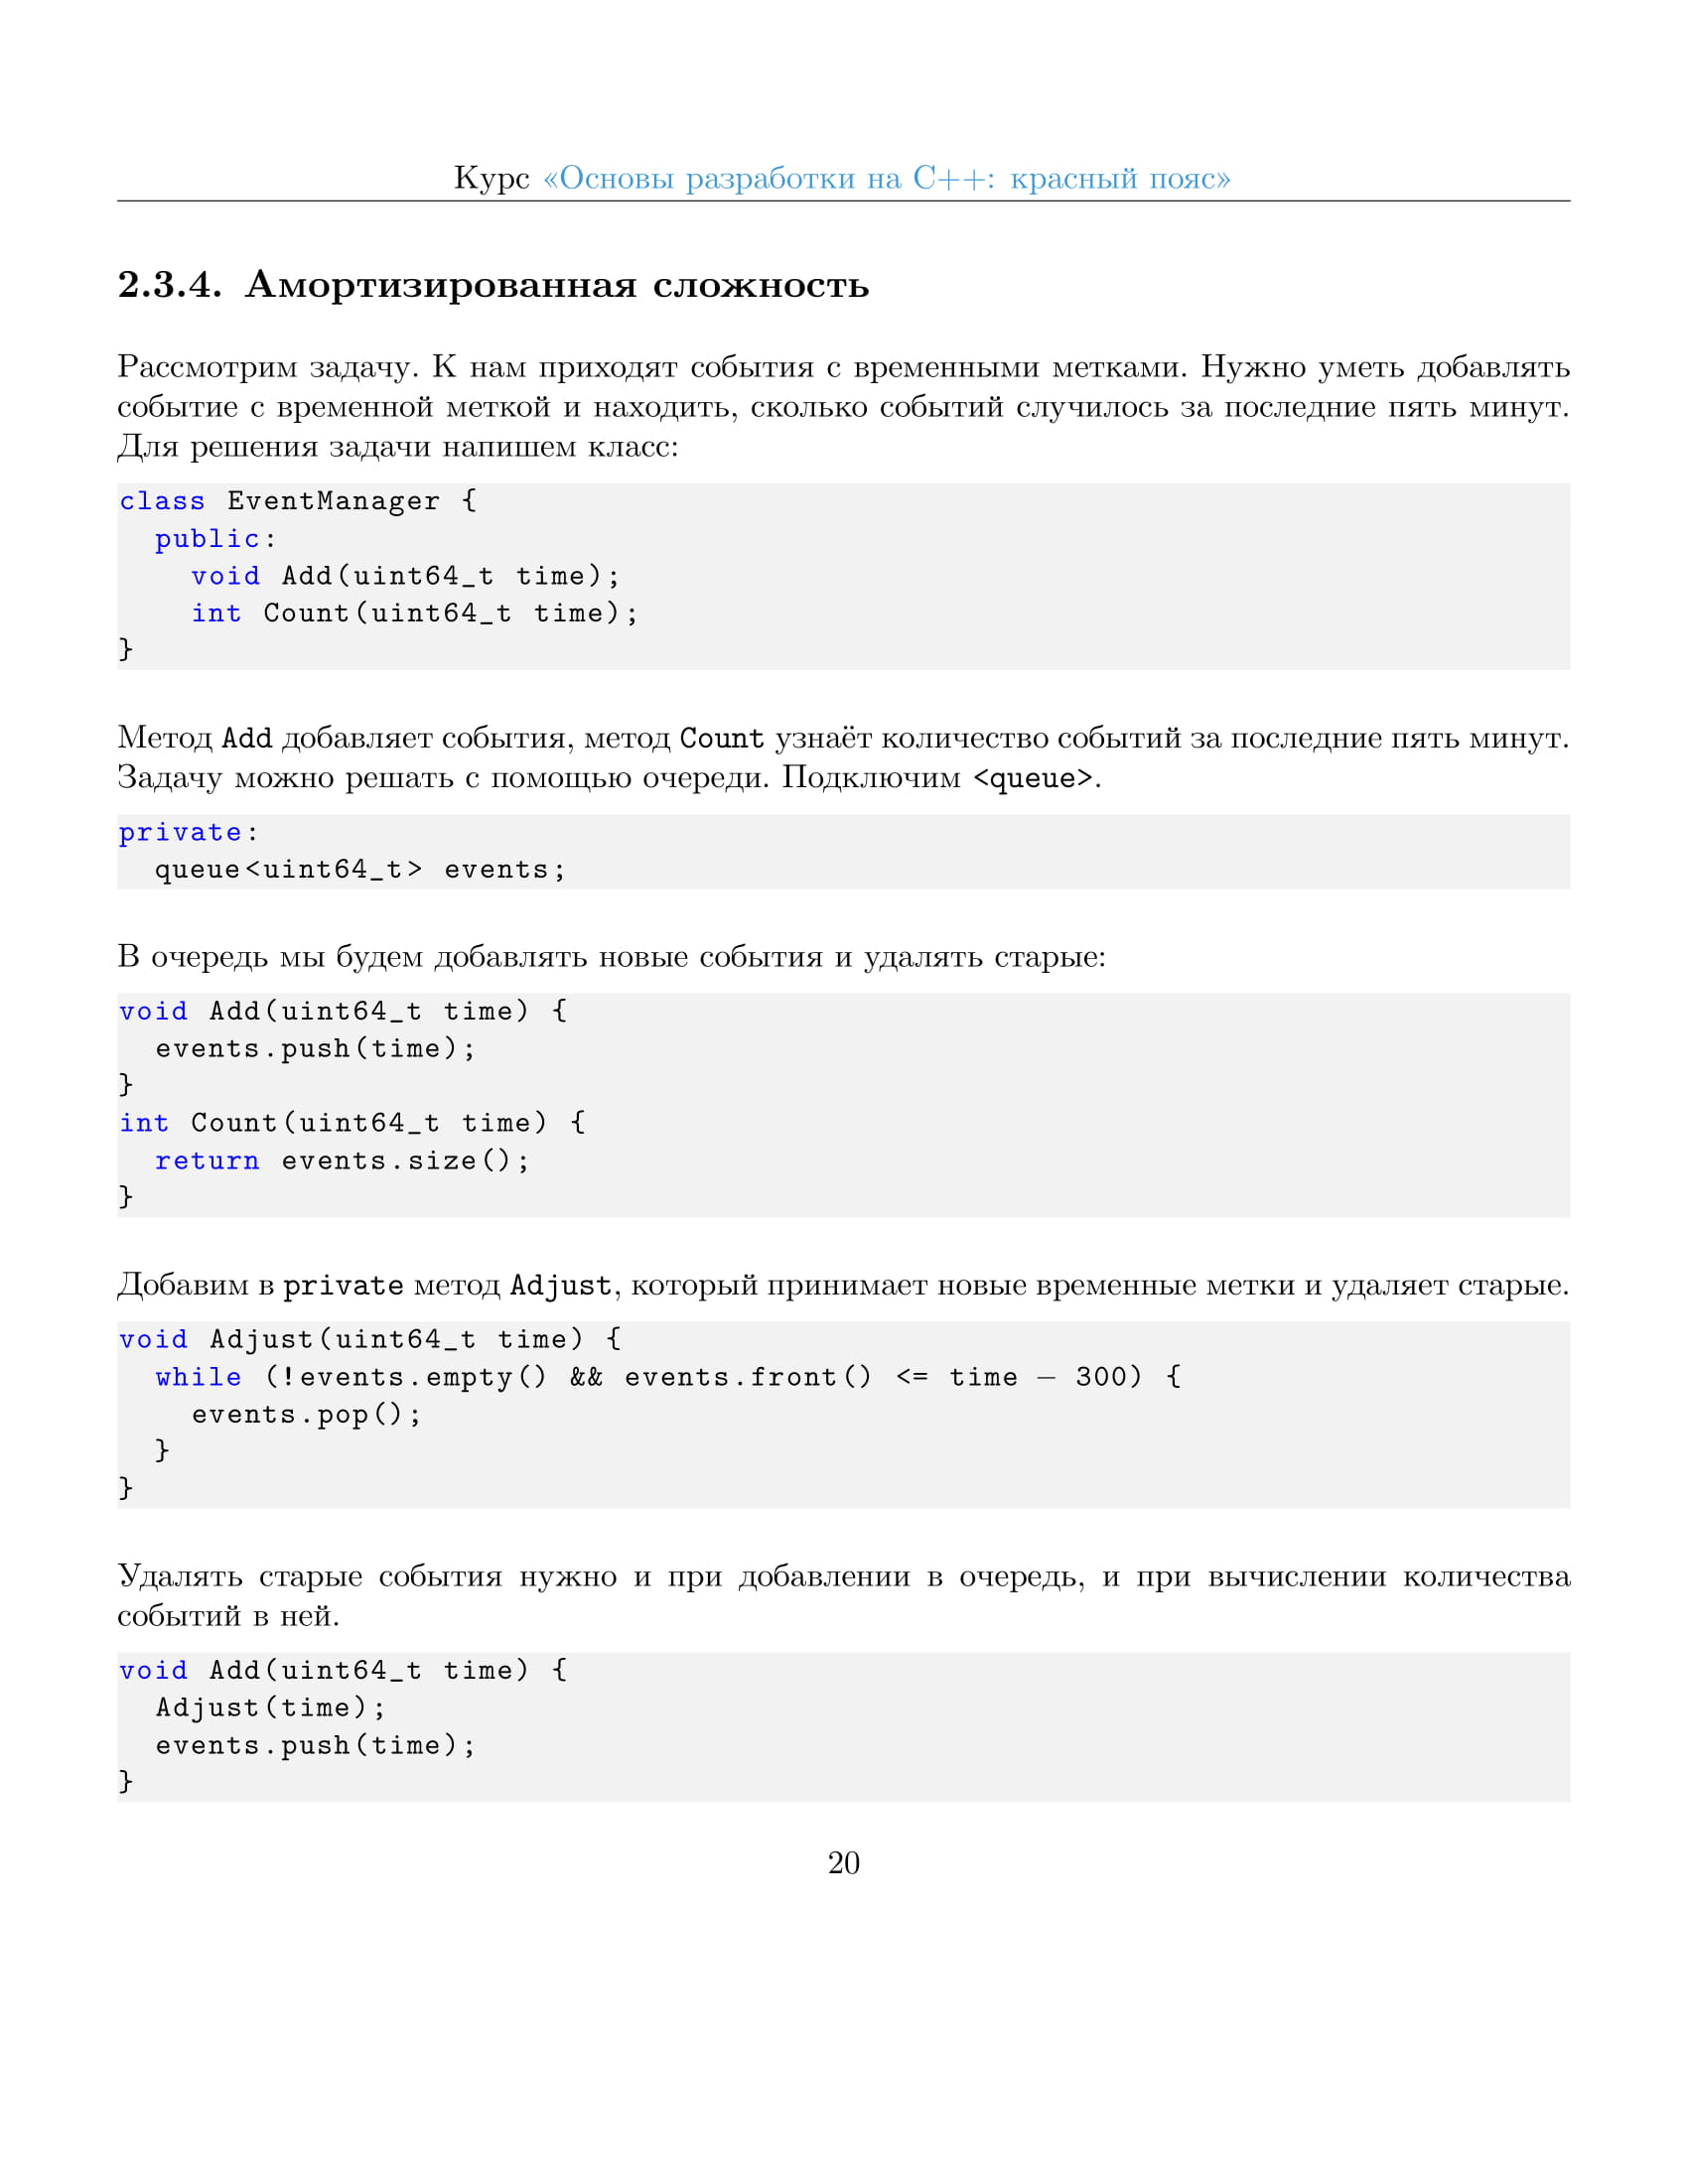 Курс «Основы разработки на C++: красный пояс»
2.3.4. Амортизированная сложность
Рассмотрим задачу. К нам приходят события с временными метками. Нужно уметь добавлять
событие с временной меткой и находить, сколько событий случилось за последние пять минут.
Для решения задачи напишем класс:
class EventManager {
  public:
    void Add(uint64_t time);
    int Count(uint64_t time);
}
Метод Add добавляет события, метод Count узнаёт количество событий за последние пять минут.
Задачу можно решать с помощью очереди. Подключим <queue>.
private:
  queue<uint64_t> events;
В очередь мы будем добавлять новые события и удалять старые:
void Add(uint64_t time) {
  events.push(time);
}
int Count(uint64_t time) {
  return events.size();
}
Добавим в private метод Adjust, который принимает новые временные метки и удаляет старые.
void Adjust(uint64_t time) {
  while (!events.empty() && events.front() <= time − 300) {
    events.pop();
  }
}
Удалять старые события нужно и при добавлении в очередь, и при вычислении количества
событий в ней.
void Add(uint64_t time) {
  Adjust(time);
  events.push(time);
}
20